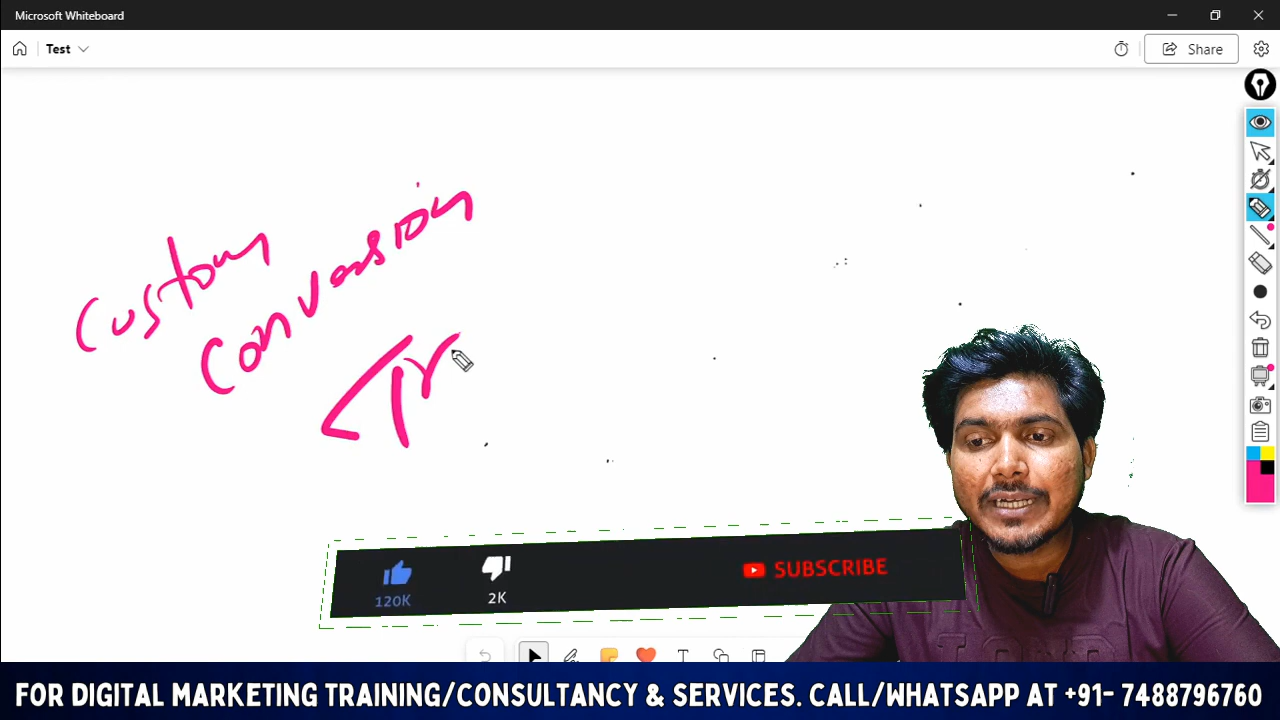 Microsoft Whiteboard
Test
Share
Custom
Conversion
Tr
120K
2K
SUBSCRIBE
T
FOR DIGITAL MARKETING TRAINING/CONSULTANCY & SERVICES. CALL/WHATSAPP AT +91- 7488796760